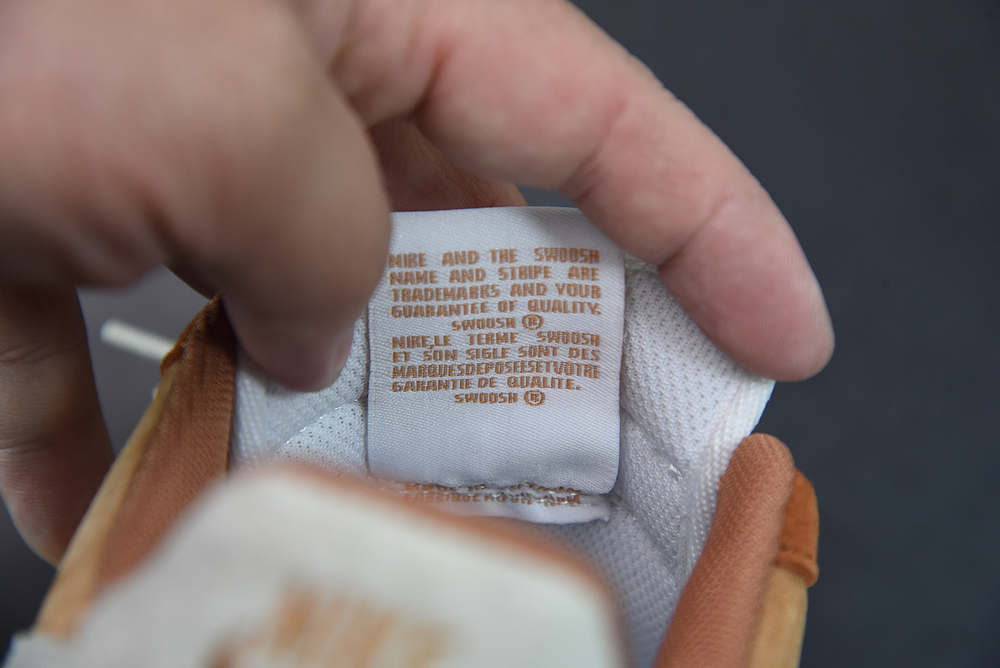 NIKE AND THE SWOOSH
NAME AND STRIPE ARE
TRADEMARKS AND YOUR
GUARANTEE OF QUALITY.
SWOOSH ®
NIKE,LE TERME SWOOSH
ET SON SIGLE SONT DES
MARQUESDEPOSEESETVOTRE
GARANTIE DE QUALITE.
SWOOSH ®